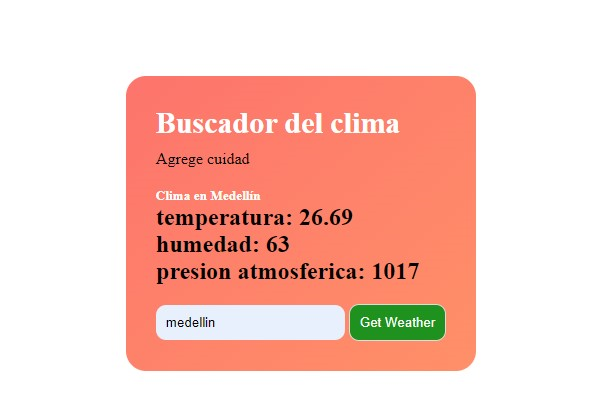 Buscador del clima
Agrege cuidad
Clima en Medellín
temperatura: 26.69
humedad: 63
presion atmosferica: 1017
medellin Get Weather